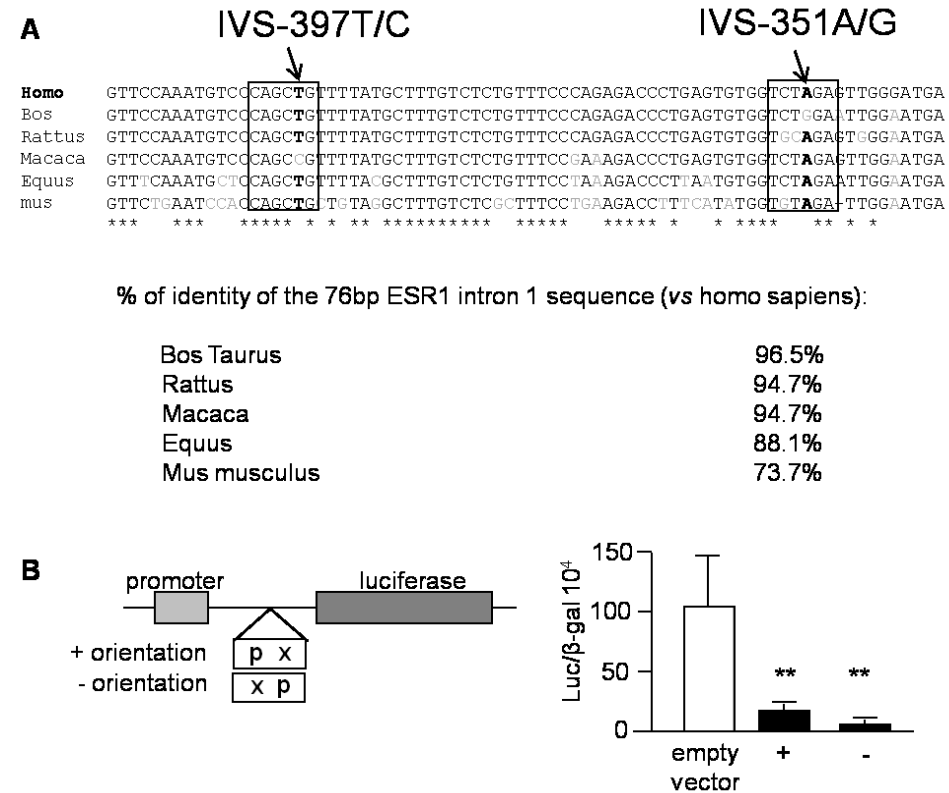 A
IVS-397T/C IVS-351A/G
Homo GTTCCAAATGTCCCAGCTGTTTTATGCTTTGTCTCTGTTTCCCAGAGACCCTGAGTGTGGTCTAGAGTTGGGATGA
Bos GTTCCAAATGTCCCAGCTGTTTTATGCTTTGTCTCTGTTTCCCAGAGACCCTGAGTGTGGTCTGGAATTGGAATGA
Rattus GTTCCAAATGTCCCAGCTGTTTTATGCTTTGTCTCTGTTTCCCAGAGACCCTGAGTGTGGTGCAGAGTGGGAATGA
Macaca GTTCCAAATGTCCCAGCCGTTTTATGCTTTGTCTCTGTTTCCGAAAGACCCTGAGTGTGGTCTAGAGTTGGAATGA
Equus GTTTCAAATGCTCCAGCTGTTTTACGCTTTGTCTCTGTTTCCTAAAGACCCTTAATGTGGTCTAGAATTGGAATGA
mus GTTCTGAATCCACCAGCTGCTGTAGGCTTTGTCTCGCTTTCCTGAAGACCTTTCATATGGTGTAGA-TTGGAATGA
*** *** ***** * * ** ********** ***** **** * **** *** ** * *
% of identity of the 76bp ESR1 intron 1 sequence (vs homo sapiens):
Bos Taurus 96.5%
Rattus 94.7%
Macaca 94.7%
Equus 88.1%
Mus musculus 73.7%
B
promoter luciferase
+ orientation p x
- orientation x p
Luc/β-gal 10⁴
150
100
50
0
** **
empty vector + -